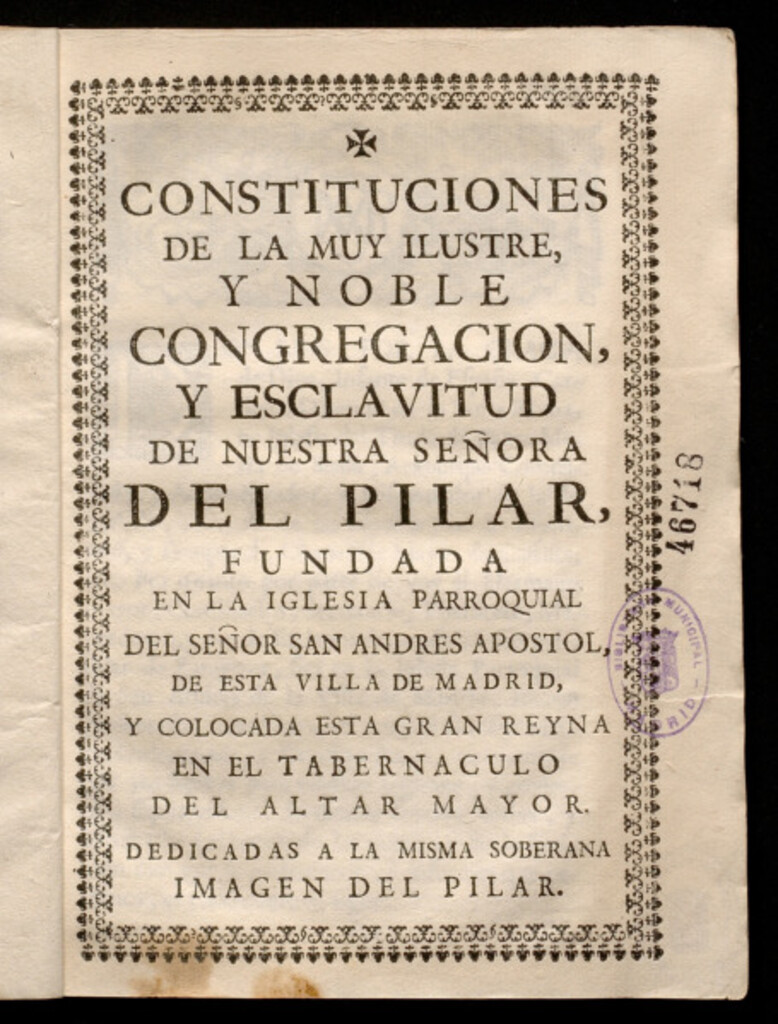 ✠
CONSTITUCIONES
DE LA MUY ILUSTRE,
Y NOBLE
CONGREGACION,
Y ESCLAVITUD
DE NUESTRA SEÑORA
DEL PILAR,
FUNDADA
EN LA IGLESIA PARROQUIAL
DEL SEÑOR SAN ANDRES APOSTOL,
DE ESTA VILLA DE MADRID,
Y COLOCADA ESTA GRAN REYNA
EN EL TABERNACULO
DEL ALTAR MAYOR.
DEDICADAS A LA MISMA SOBERANA
IMAGEN DEL PILAR.
46718
MUNICIPAL